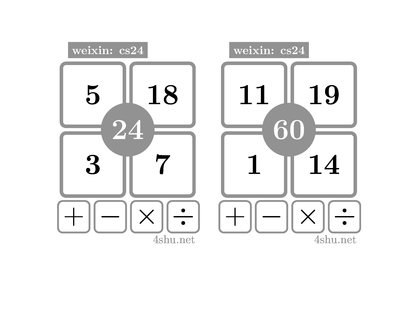 weixin: cs24 weixin: cs24
5 18 11 19
24 60
3 7 1 14
+ − × ÷ + − × ÷
4shu.net 4shu.net